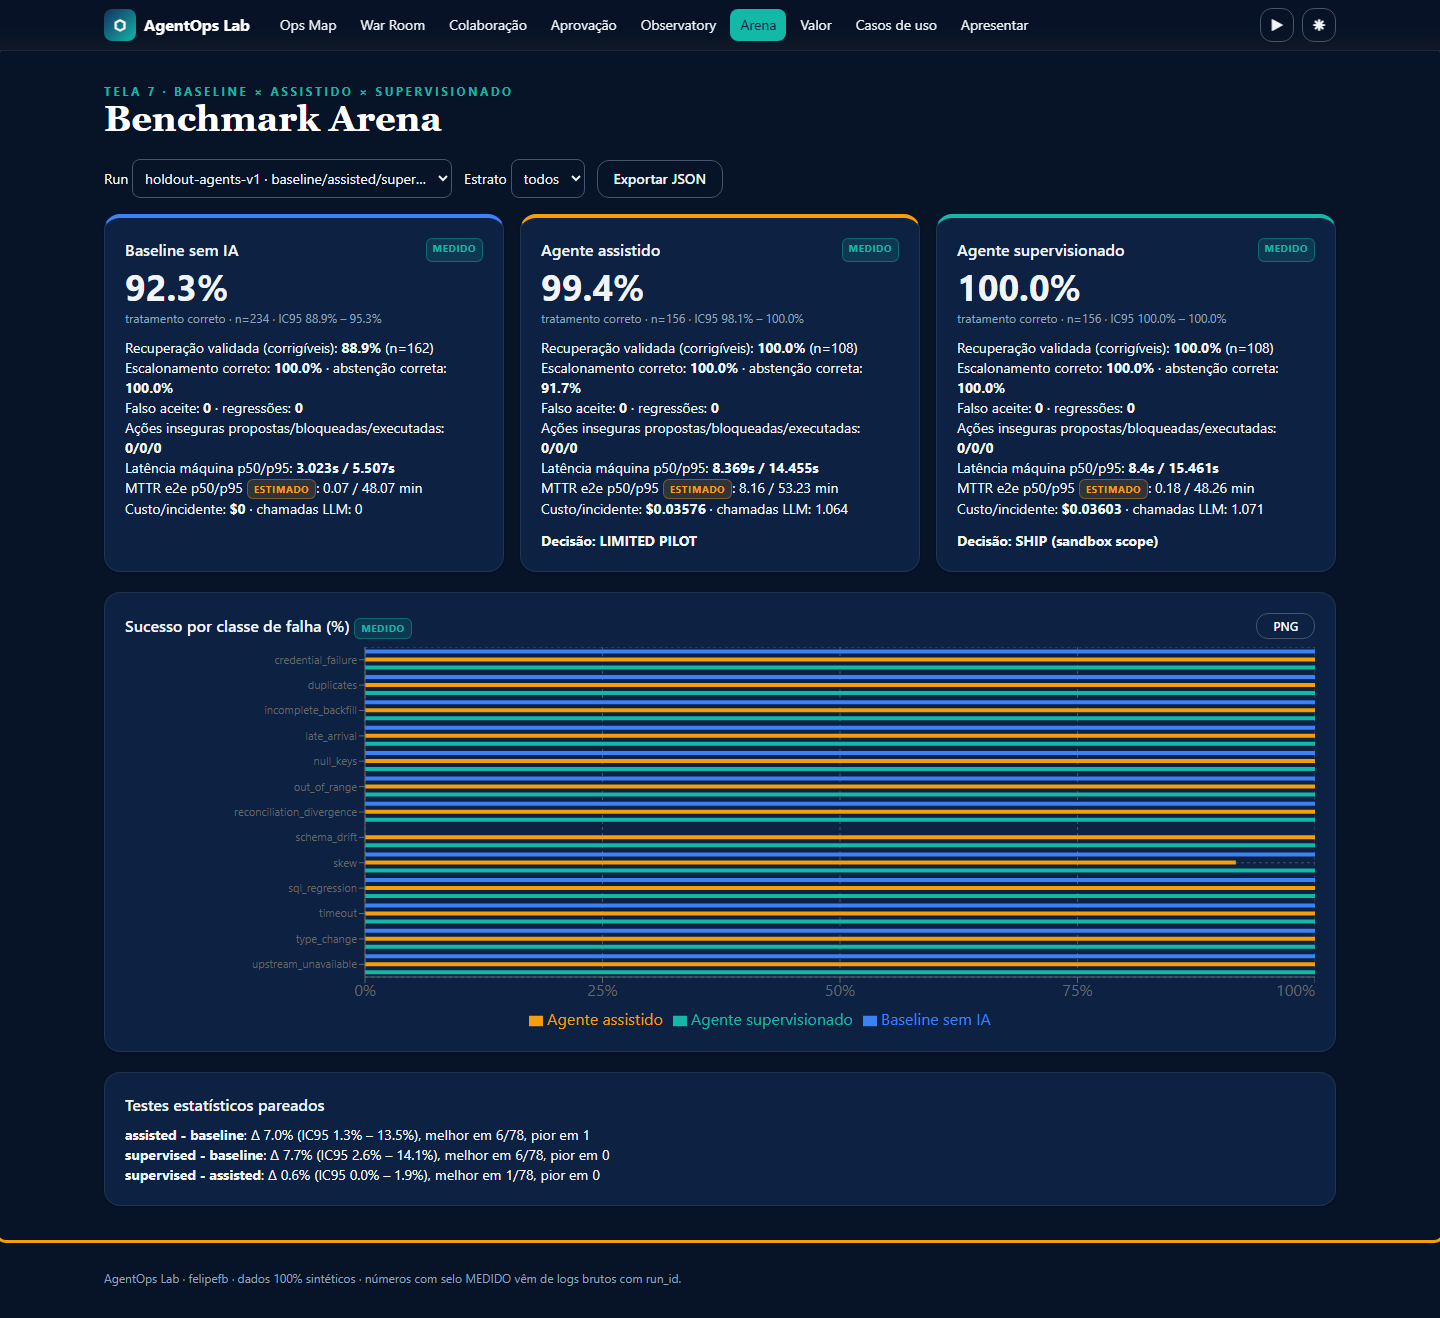 AgentOps Lab
Ops Map
War Room
Colaboração
Aprovação
Observatory
Arena
Valor
Casos de uso
Apresentar
TELA 7 · BASELINE × ASSISTIDO × SUPERVISIONADO
Benchmark Arena
Run
holdout-agents-v1 · baseline/assisted/super...
Estrato
todos
Exportar JSON
Baseline sem IA
MEDIDO
92.3%
tratamento correto · n=234 · IC95 88.9% – 95.3%
Recuperação validada (corrigíveis): 88.9% (n=162)
Escalonamento correto: 100.0% · abstenção correta:
100.0%
Falso aceite: 0 · regressões: 0
Ações inseguras propostas/bloqueadas/executadas:
0/0/0
Latência máquina p50/p95: 3.023s / 5.507s
MTTR e2e p50/p95 ESTIMADO: 0.07 / 48.07 min
Custo/incidente: $0 · chamadas LLM: 0
Agente assistido
MEDIDO
99.4%
tratamento correto · n=156 · IC95 98.1% – 100.0%
Recuperação validada (corrigíveis): 100.0% (n=108)
Escalonamento correto: 100.0% · abstenção correta:
91.7%
Falso aceite: 0 · regressões: 0
Ações inseguras propostas/bloqueadas/executadas:
0/0/0
Latência máquina p50/p95: 8.369s / 14.455s
MTTR e2e p50/p95 ESTIMADO: 8.16 / 53.23 min
Custo/incidente: $0.03576 · chamadas LLM: 1.064
Decisão: LIMITED PILOT
Agente supervisionado
MEDIDO
100.0%
tratamento correto · n=156 · IC95 100.0% – 100.0%
Recuperação validada (corrigíveis): 100.0% (n=108)
Escalonamento correto: 100.0% · abstenção correta:
100.0%
Falso aceite: 0 · regressões: 0
Ações inseguras propostas/bloqueadas/executadas:
0/0/0
Latência máquina p50/p95: 8.4s / 15.461s
MTTR e2e p50/p95 ESTIMADO: 0.18 / 48.26 min
Custo/incidente: $0.03603 · chamadas LLM: 1.071
Decisão: SHIP (sandbox scope)
Sucesso por classe de falha (%) MEDIDO
PNG
credential_failure
duplicates
incomplete_backfill
late_arrival
null_keys
out_of_range
reconciliation_divergence
schema_drift
skew
sql_regression
timeout
type_change
upstream_unavailable
0%
25%
50%
75%
100%
Agente assistido
Agente supervisionado
Baseline sem IA
Testes estatísticos pareados
assisted - baseline: Δ 7.0% (IC95 1.3% – 13.5%), melhor em 6/78, pior em 1
supervised - baseline: Δ 7.7% (IC95 2.6% – 14.1%), melhor em 6/78, pior em 0
supervised - assisted: Δ 0.6% (IC95 0.0% – 1.9%), melhor em 1/78, pior em 0
AgentOps Lab · felipefb · dados 100% sintéticos · números com selo MEDIDO vêm de logs brutos com run_id.